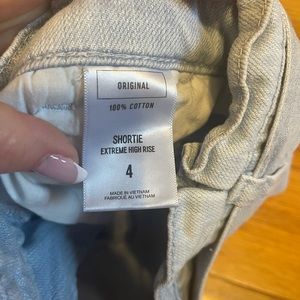 ORIGINAL
100% COTTON
SHORTIE
EXTREME HIGH RISE
4
MADE IN VIETNAM
FABRIQUÉ AU VIETNAM